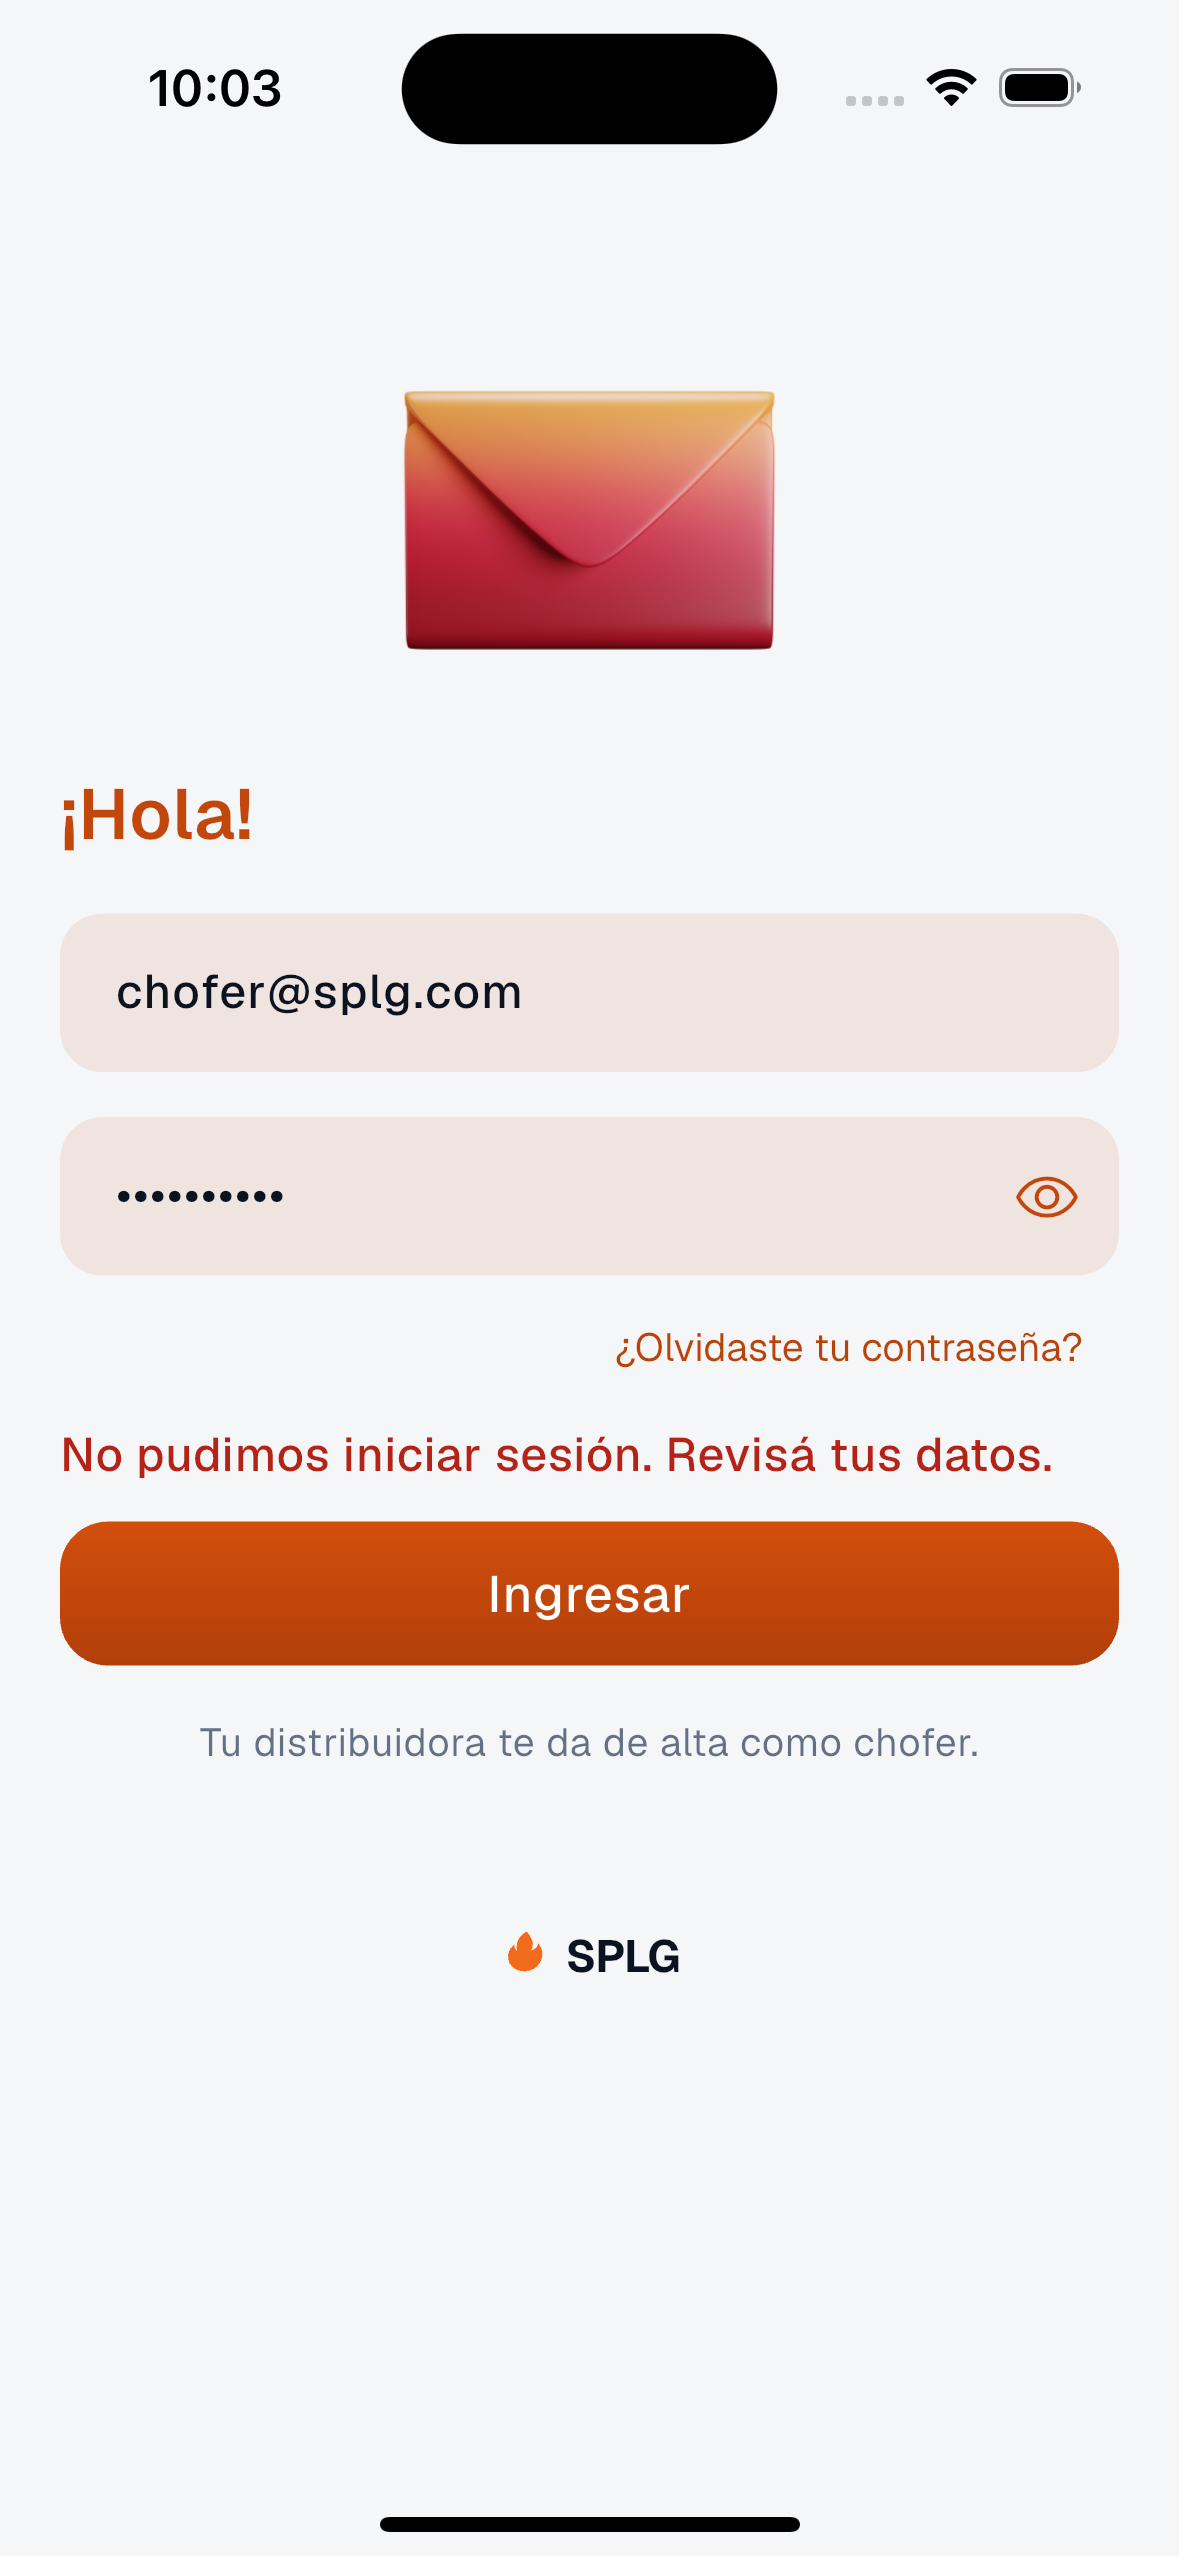 10:03
¡Hola!
chofer@splg.com
••••••••••
¿Olvidaste tu contraseña?
No pudimos iniciar sesión. Revisá tus datos.
Ingresar
Tu distribuidora te da de alta como chofer.
SPLG